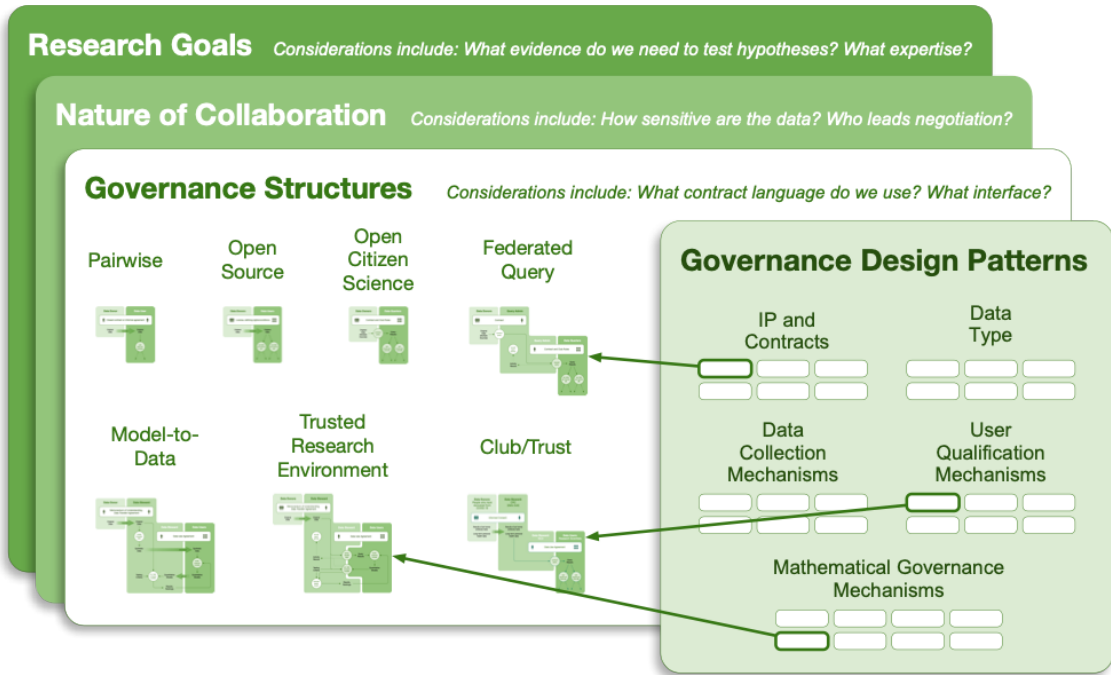 Research Goals Considerations include: What evidence do we need to test hypotheses? What expertise?
Nature of Collaboration Considerations include: How sensitive are the data? Who leads negotiation?
Governance Structures Considerations include: What contract language do we use? What interface?
Pairwise
Open
Source
Open
Citizen
Science
Federated
Query
Model-to-
Data
Trusted
Research
Environment
Club/Trust
Governance Design Patterns
IP and
Contracts
Data
Type
Data
Collection
Mechanisms
User
Qualification
Mechanisms
Mathematical Governance
Mechanisms